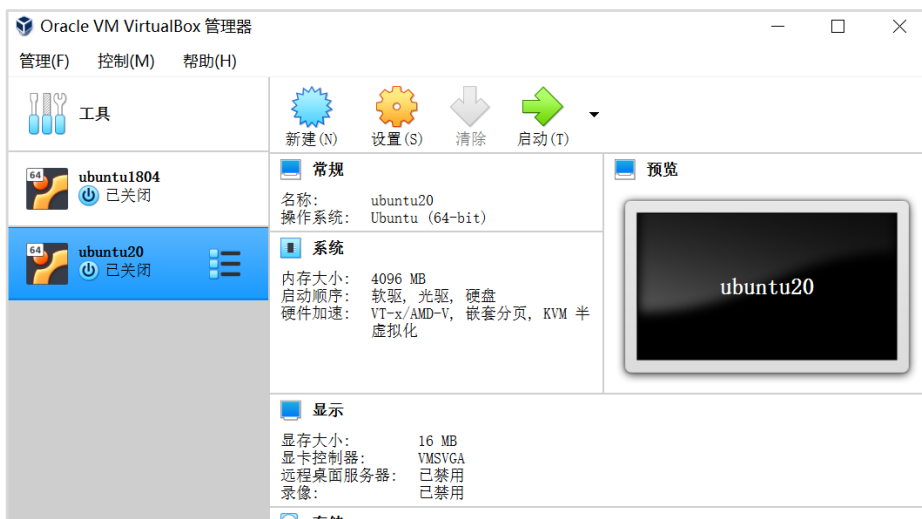 Oracle VM VirtualBox 管理器
管理(F) 控制(M) 帮助(H)
工具
新建(N) 设置(S) 清除 启动(T)
64
ubuntu1804
已关闭
64
ubuntu20
已关闭
常规
名称: ubuntu20
操作系统: Ubuntu (64-bit)
系统
内存大小: 4096 MB
启动顺序: 软驱, 光驱, 硬盘
硬件加速: VT-x/AMD-V, 嵌套分页, KVM 半
虚拟化
预览
ubuntu20
显示
显存大小: 16 MB
显卡控制器: VMSVGA
远程桌面服务器: 已禁用
录像: 已禁用